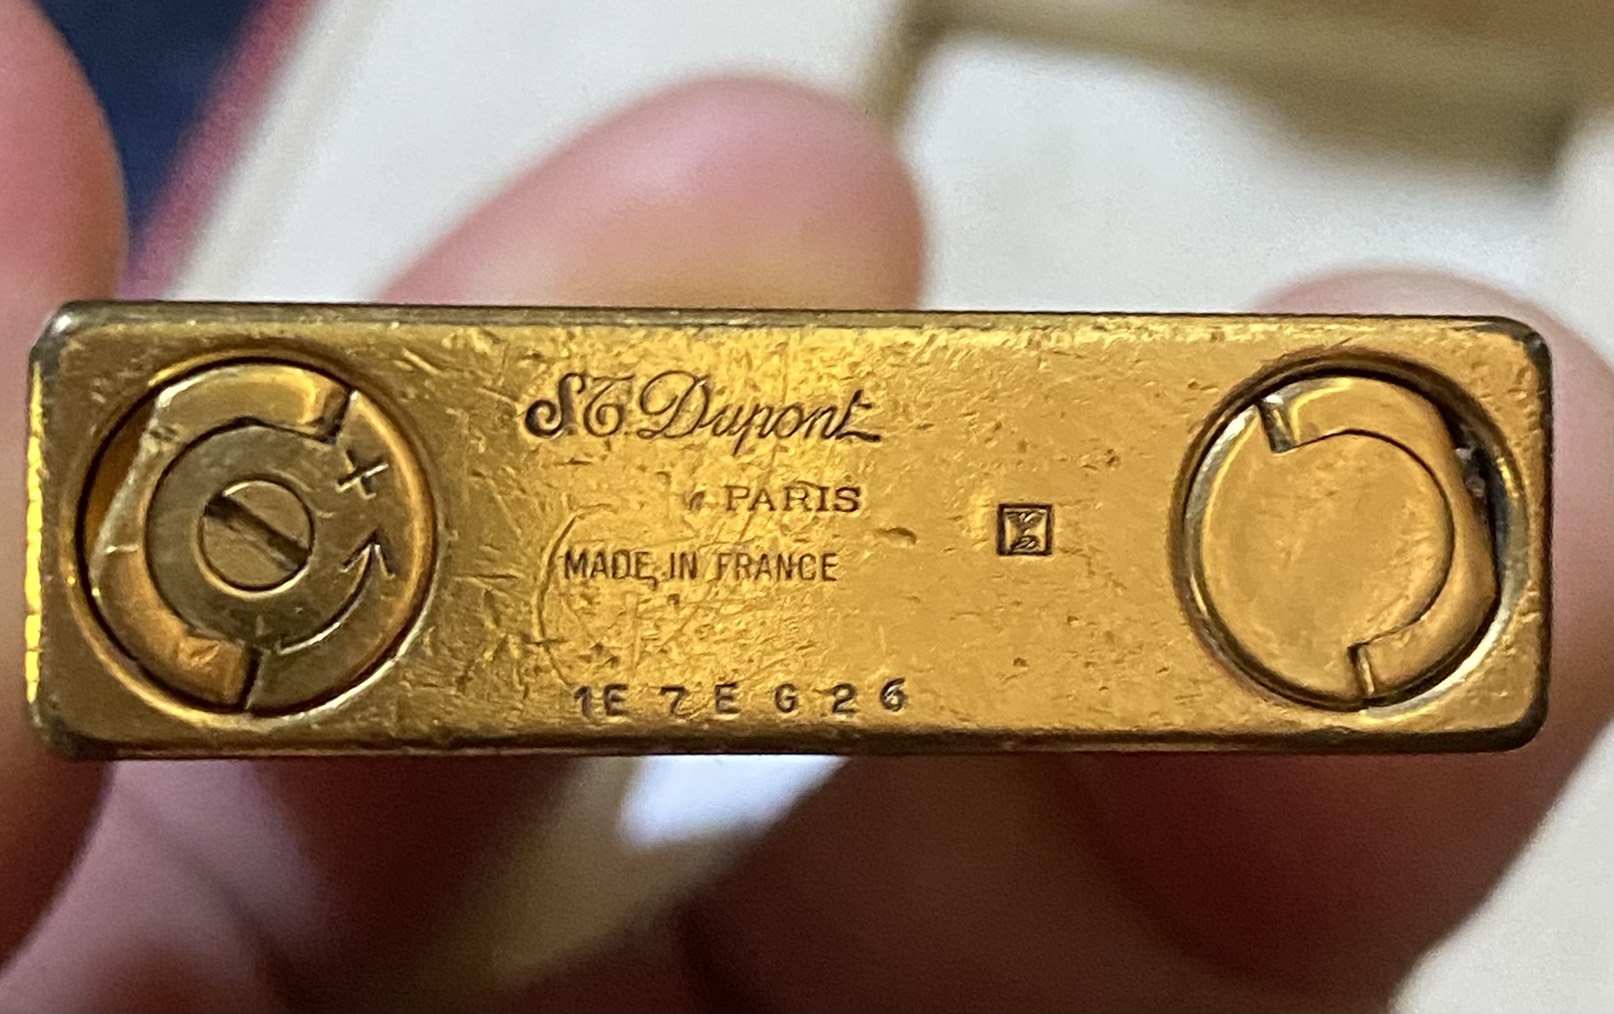 S.T. Dupont
PARIS
MADE IN FRANCE
1E7EG26
+